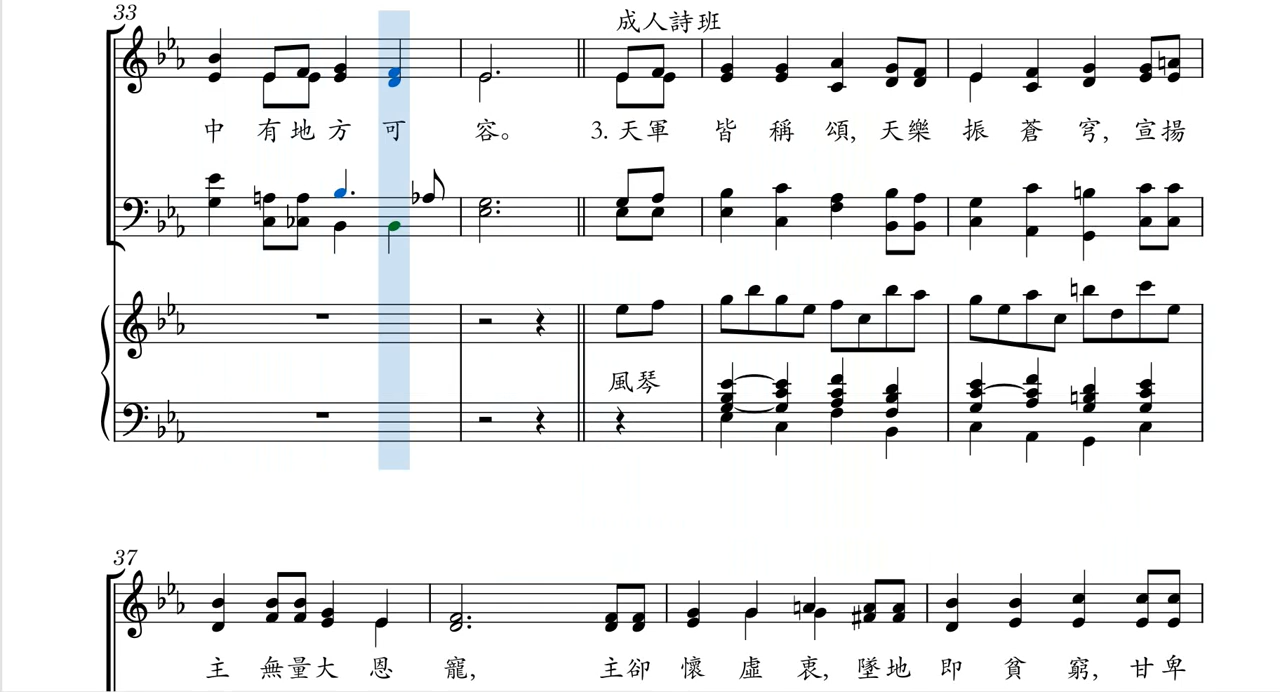 33
成人詩班
中 有 地 方 可 容。 3. 天 軍 皆 稱 頌, 天 樂 振 蒼 穹, 宣 揚
風琴
37
主 無 量 大 恩 寵, 主 卻 懷 虛 衷, 墜 地 即 貧 窮, 甘 卑